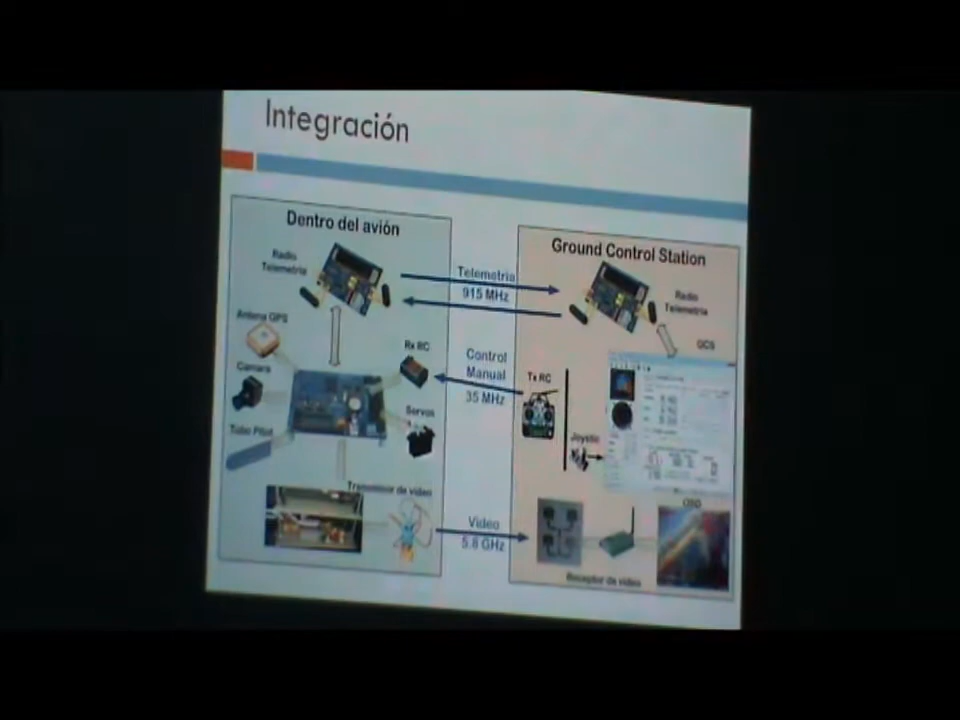 Integración
Dentro del avión
Radio
Telemetria
Antena GPS
Camara
Tubo Pitot
Rx RC
Servos
Transmisor de video
Telemetria
915 MHz
Control
Manual
35 MHz
Video
5.8 GHz
Ground Control Station
Radio
Telemetria
GCS
Tx RC
Joystic
OSD
Receptor de video